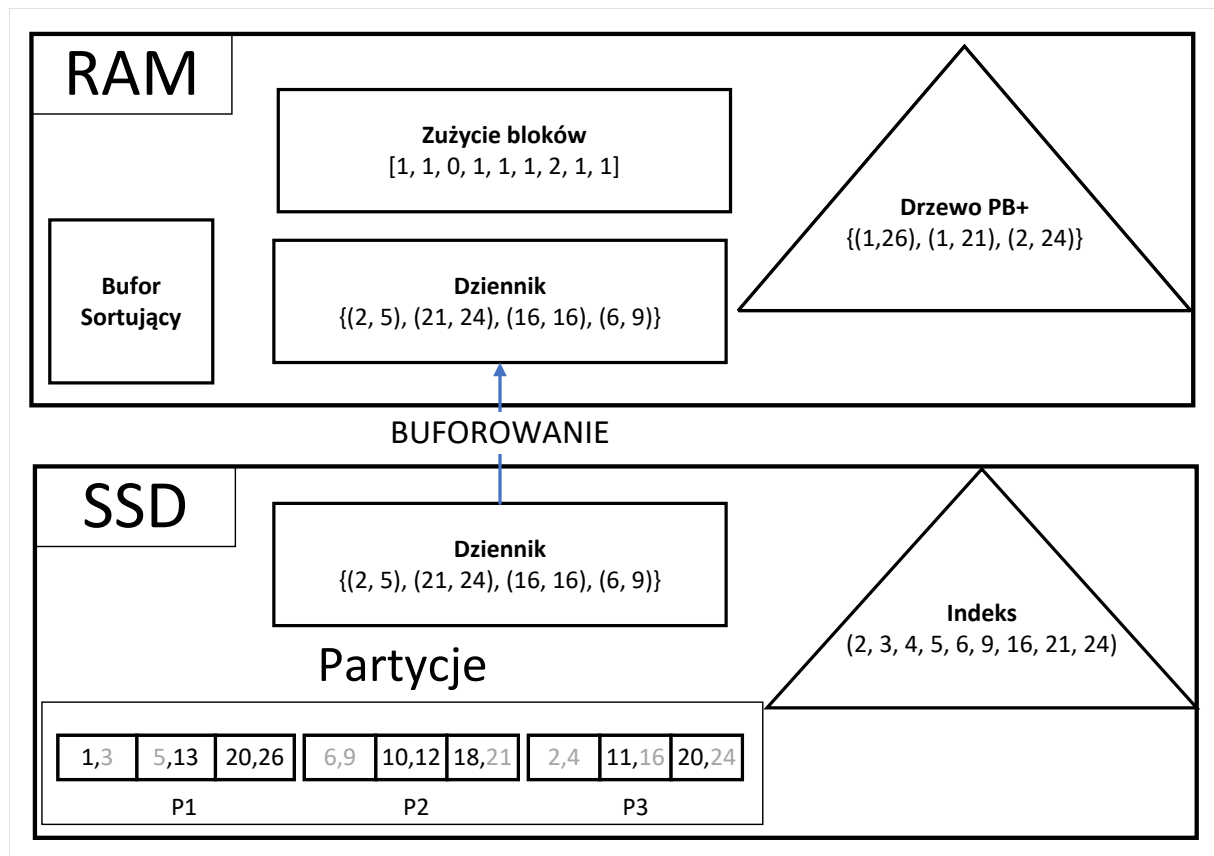 RAM
Zużycie bloków
[1, 1, 0, 1, 1, 1, 2, 1, 1]
Drzewo PB+
{(1,26), (1, 21), (2, 24)}
Bufor
Sortujący
Dziennik
{(2, 5), (21, 24), (16, 16), (6, 9)}
BUFOROWANIE
SSD
Dziennik
{(2, 5), (21, 24), (16, 16), (6, 9)}
Indeks
(2, 3, 4, 5, 6, 9, 16, 21, 24)
Partycje
1,3 5,13 20,26 6,9 10,12 18,21 2,4 11,16 20,24
P1 P2 P3